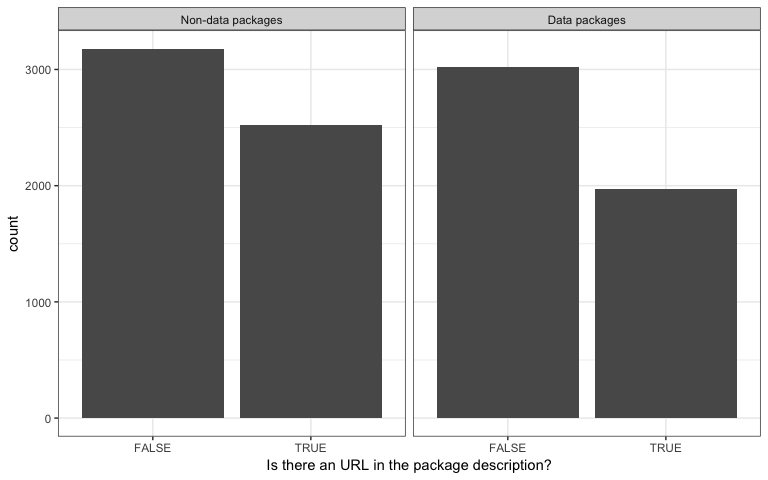 Non-data packages
Data packages
count
3000
2000
1000
0
FALSE
TRUE
FALSE
TRUE
Is there an URL in the package description?